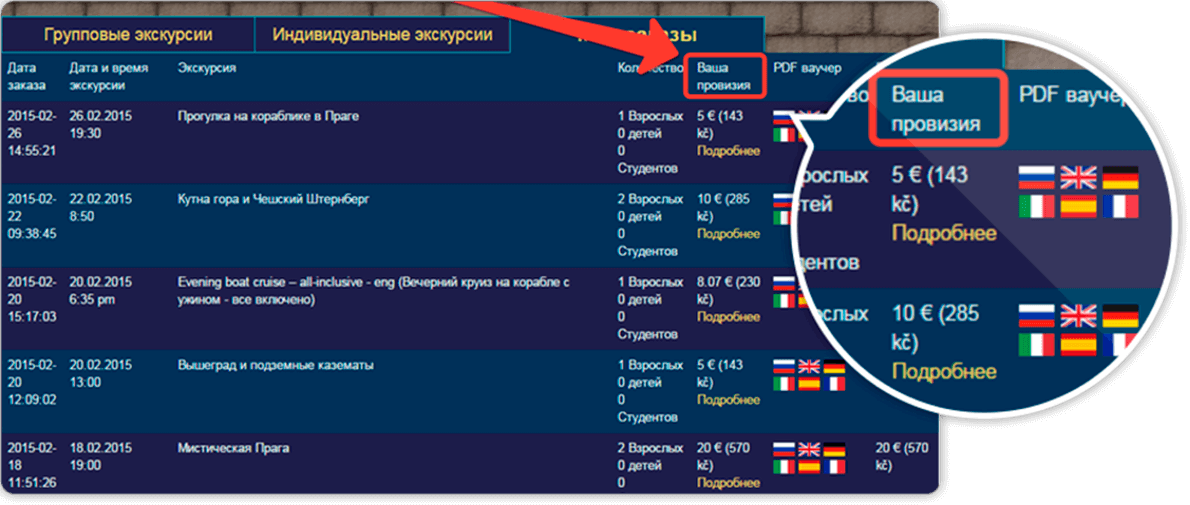 Групповые экскурсии
Индивидуальные экскурсии
Дата
заказа
Дата и время
экскурсии
Экскурсия
Количество
Ваша
провизия
PDF ваучер
2015-02-
26
14:55:21
26.02.2015
19:30
Прогулка на кораблике в Праге
1 Взрослых
0 детей
0
Студентов
5 € (143
kč)
Подробнее
2015-02-
22
09:38:45
22.02.2015
8:50
Кутна гора и Чешский Штернберг
2 Взрослых
0 детей
0
Студентов
10 € (285
kč)
Подробнее
2015-02-
20
15:17:03
20.02.2015
6:35 pm
Evening boat cruise – all-inclusive - eng (Вечерний круиз на корабле с
ужином - все включено)
1 Взрослых
0 детей
0
Студентов
8.07 € (230
kč)
Подробнее
2015-02-
20
12:09:02
20.02.2015
13:00
Вышеград и подземные казематы
1 Взрослых
0 детей
0
Студентов
5 € (143
kč)
Подробнее
2015-02-
18
11:51:26
18.02.2015
19:00
Мистическая Прага
2 Взрослых
0 детей
0
20 € (570
kč)
Подробнее
20 € (570
kč)
Ваша
провизия
PDF ваучер
5 € (143
kč)
Подробнее
10 € (285
kč)
Подробнее